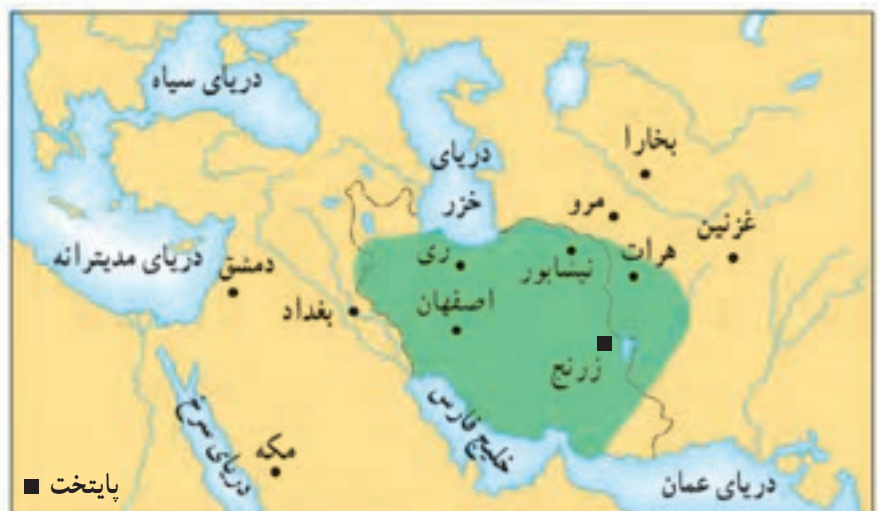 دریای سیاه
دریای
خزر
بخارا
مرو
غزنین
هرات
نیشابور
ری
دریای مدیترانه
دمشق
بغداد
اصفهان
زرنج
خلیج فارس
دریای سرخ
مکه
دریای عمان
پایتخت